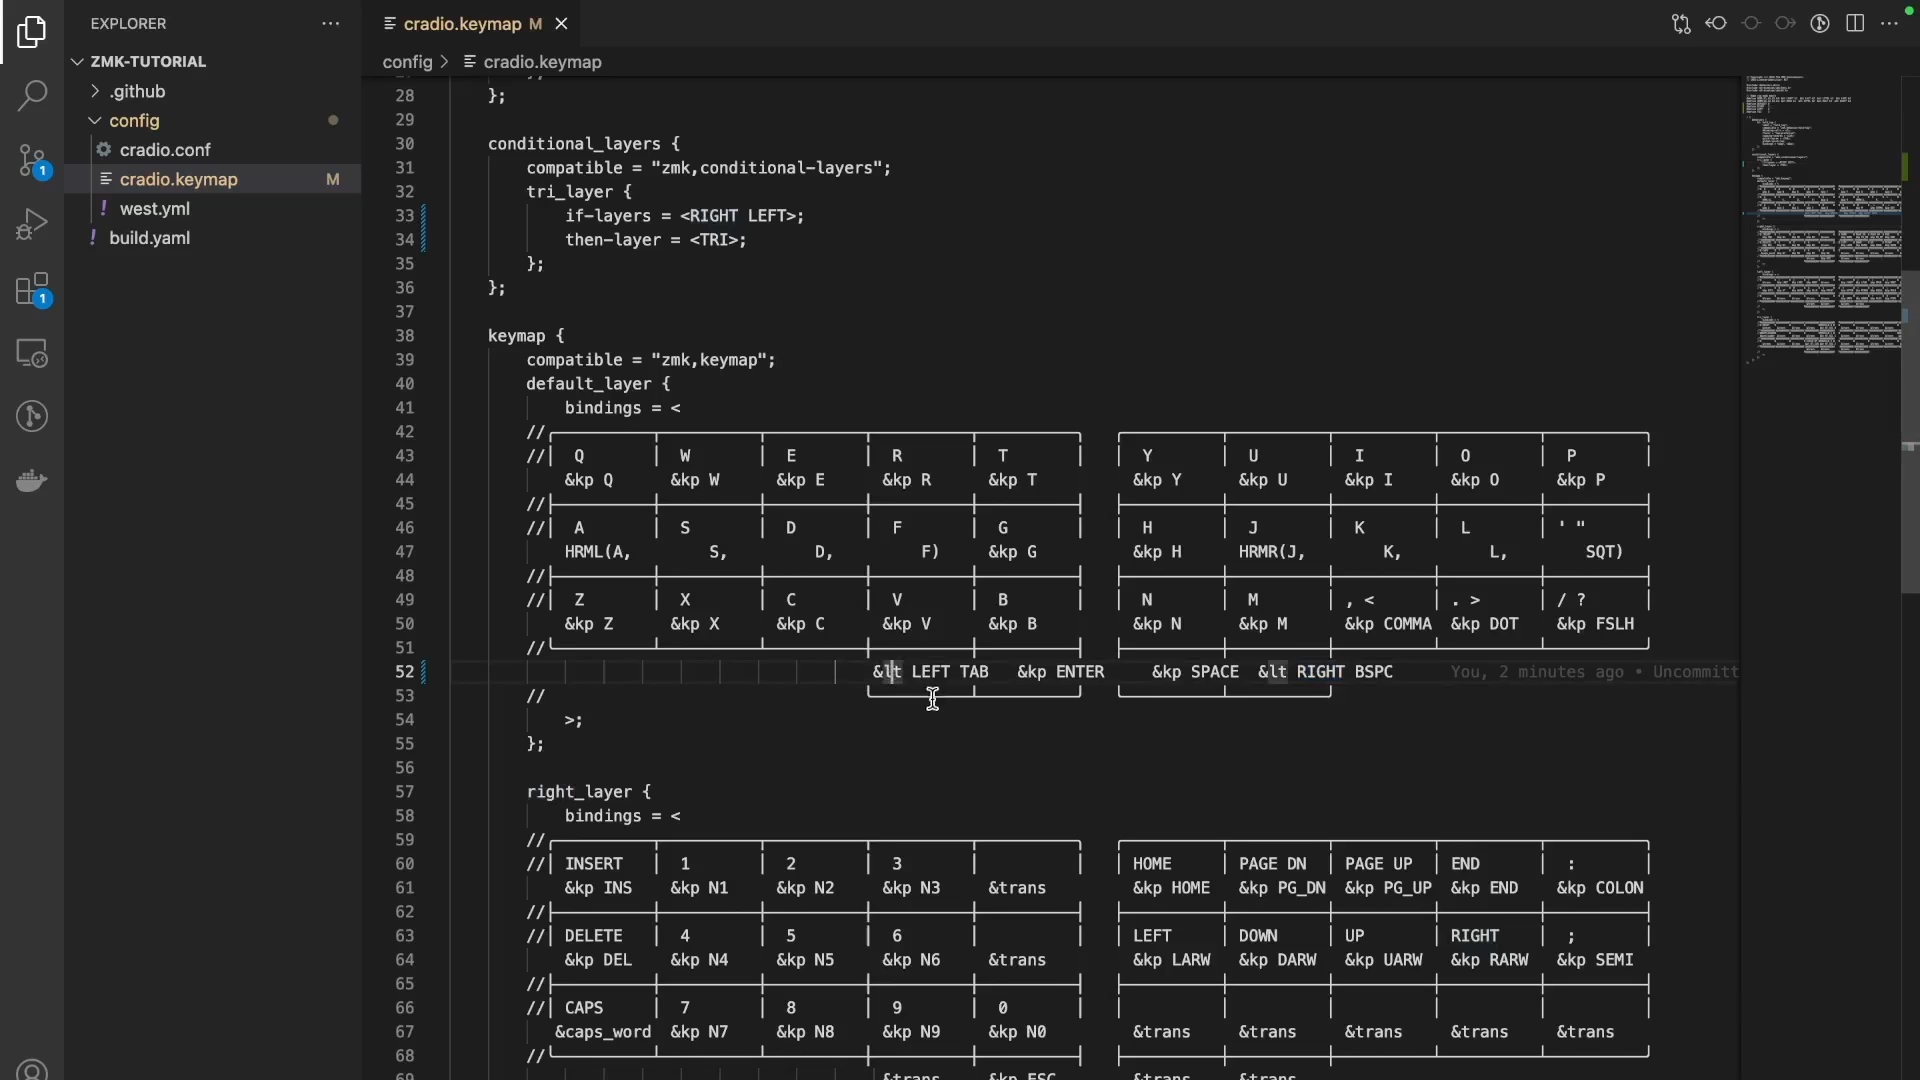 EXPLORER
cradio.keymap M
ZMK-TUTORIAL
config > cradio.keymap
.github
config
cradio.conf
cradio.keymap M
west.yml
build.yaml
1
1
28 };
29
30 conditional_layers {
31 compatible = "zmk,conditional-layers";
32 tri_layer {
33 if-layers = <RIGHT LEFT>;
34 then-layer = <TRI>;
35 };
36 };
37
38 keymap {
39 compatible = "zmk,keymap";
40 default_layer {
41 bindings = <
42 //
43 //| Q | W | E | R | T | | Y | U | I | O | P |
44 &kp Q &kp W &kp E &kp R &kp T &kp Y &kp U &kp I &kp O &kp P
45 //
46 //| A | S | D | F | G | | H | J | K | L | ' " |
47 HRML(A, S, D, F) &kp G &kp H HRMR(J, K, L, SQT)
48 //
49 //| Z | X | C | V | B | | N | M | , < | . > | / ? |
50 &kp Z &kp X &kp C &kp V &kp B &kp N &kp M &kp COMMA &kp DOT &kp FSLH
51 //
52 &lt LEFT TAB &kp ENTER &kp SPACE &lt RIGHT BSPC You, 2 minutes ago • Uncommitt
53 //
54 >;
55 };
56
57 right_layer {
58 bindings = <
59 //
60 //| INSERT | 1 | 2 | 3 | | | HOME | PAGE DN | PAGE UP | END | : |
61 &kp INS &kp N1 &kp N2 &kp N3 &trans &kp HOME &kp PG_DN &kp PG_UP &kp END &kp COLON
62 //
63 //| DELETE | 4 | 5 | 6 | | | LEFT | DOWN | UP | RIGHT | ; |
64 &kp DEL &kp N4 &kp N5 &kp N6 &trans &kp LARW &kp DARW &kp UARW &kp RARW &kp SEMI
65 //
66 //| CAPS | 7 | 8 | 9 | 0 | | | | | | |
67 &caps_word &kp N7 &kp N8 &kp N9 &kp N0 &trans &trans &trans &trans &trans
68 //
69 &trans &kp ESC &trans &trans